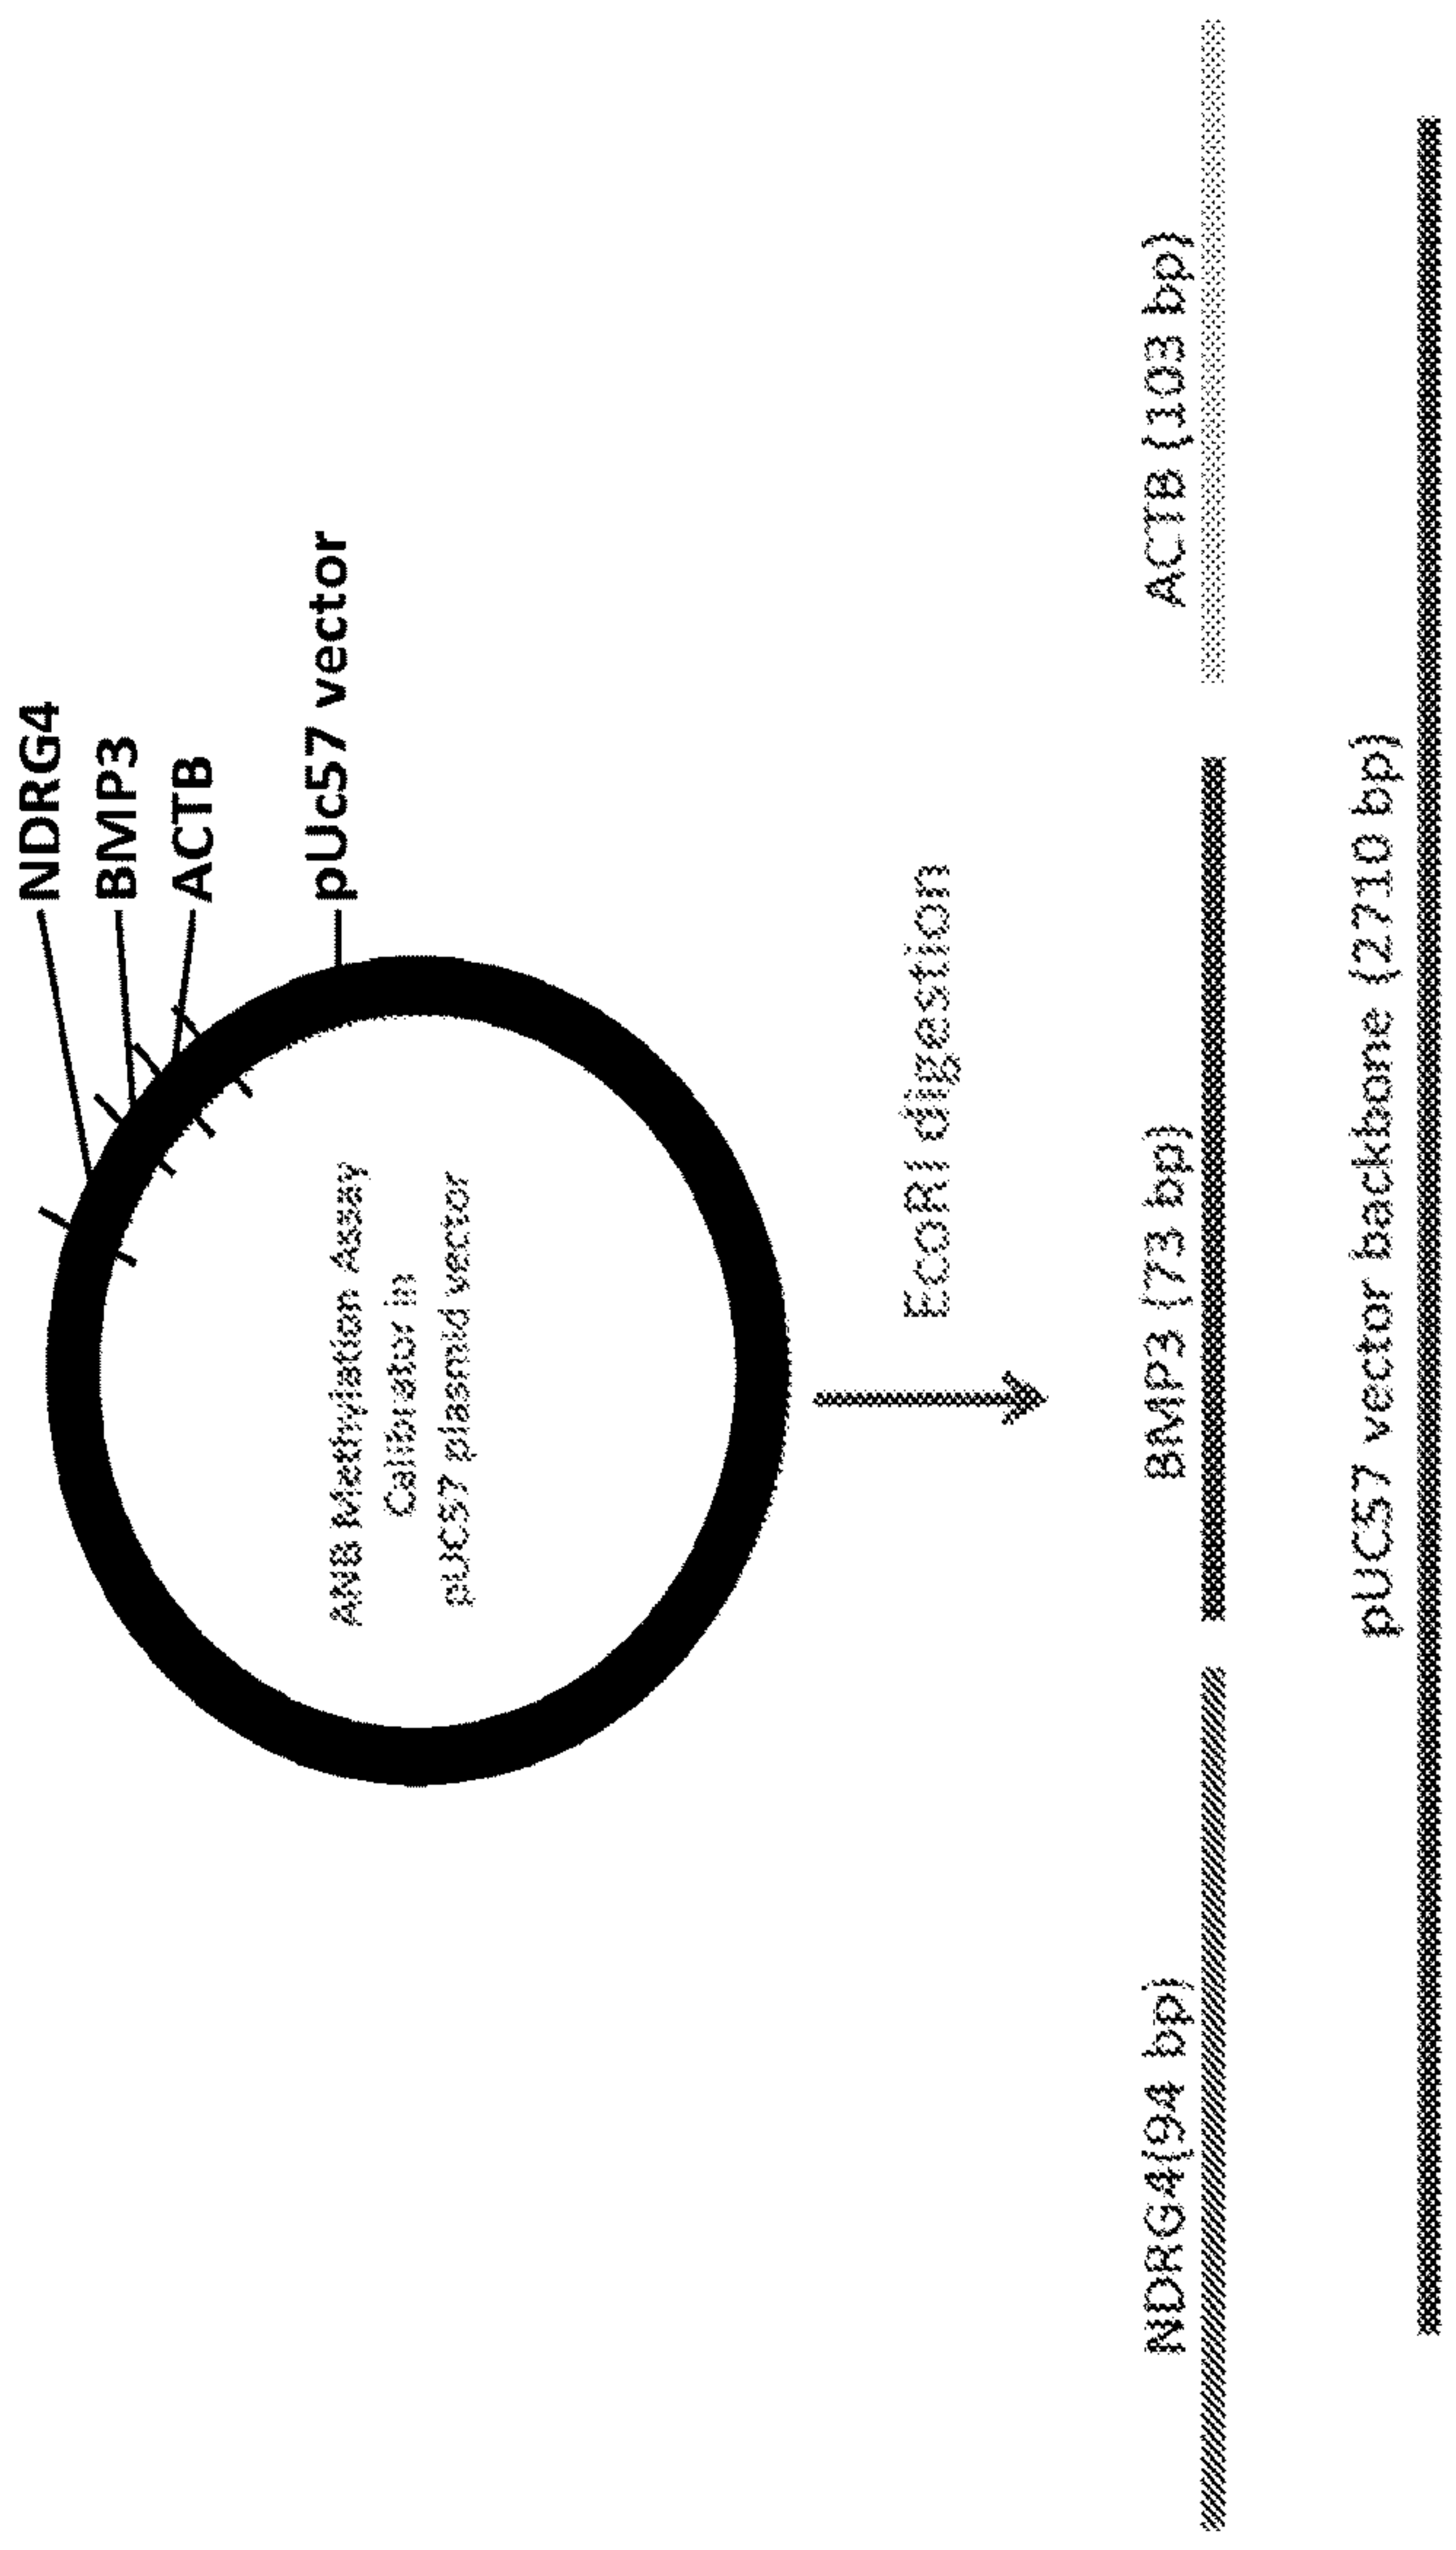 NDRG4
BMP3
ACTB
pUc57 vector
ANB Methylation Assay
Calibrator in
pUC57 plasmid vector
EcoRI digestion
NDRG4(94 bp)
BMP3 (73 bp)
ACTB (103 bp)
pUC57 vector backbone (2710 bp)